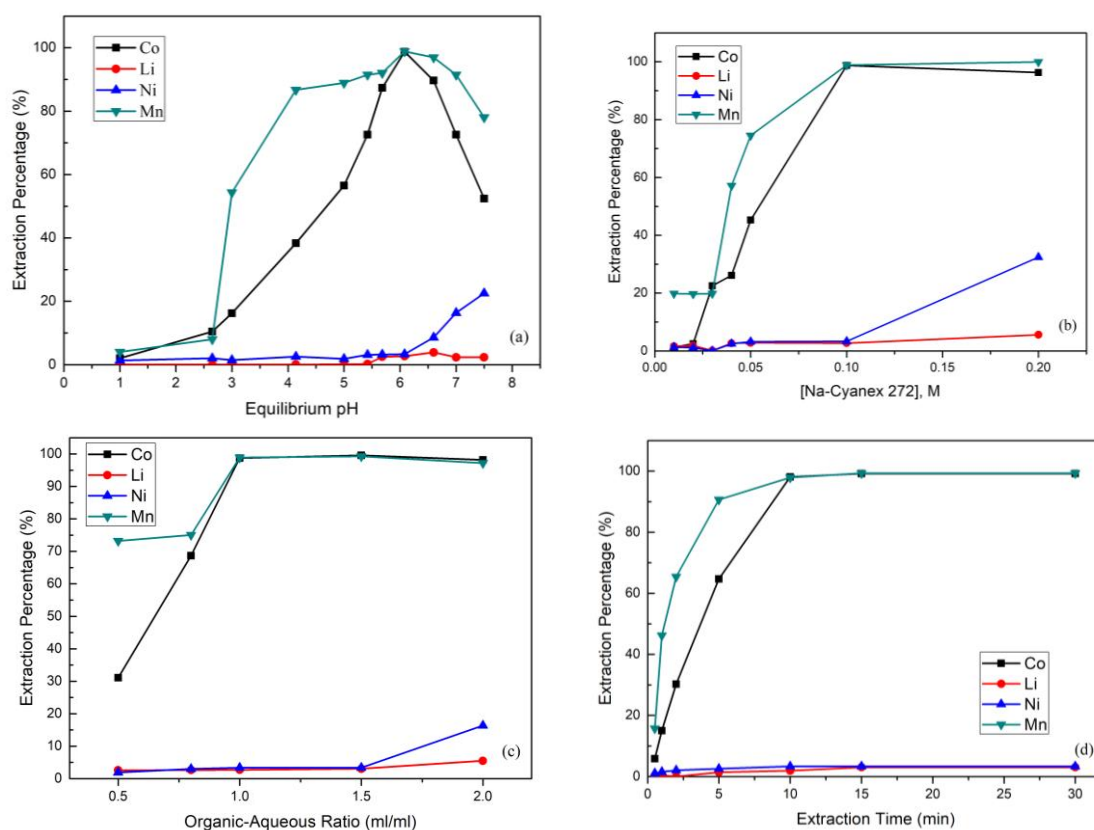 Co
Li
Ni
Mn
Extraction Percentage (%)
100
80
60
40
20
0
0 1 2 3 4 5 6 7 8
Equilibrium pH
(a)
Co
Li
Ni
Mn
Extraction Percentage (%)
100
80
60
40
20
0
0.00 0.05 0.10 0.15 0.20
[Na-Cyanex 272], M
(b)
Co
Li
Ni
Mn
Extraction Percentage (%)
100
90
80
70
60
50
40
30
20
10
0
0.5 1.0 1.5 2.0
Organic-Aqueous Ratio (ml/ml)
(c)
Co
Li
Ni
Mn
Extraction Percentage (%)
100
80
60
40
20
0
0 5 10 15 20 25 30
Extraction Time (min)
(d)